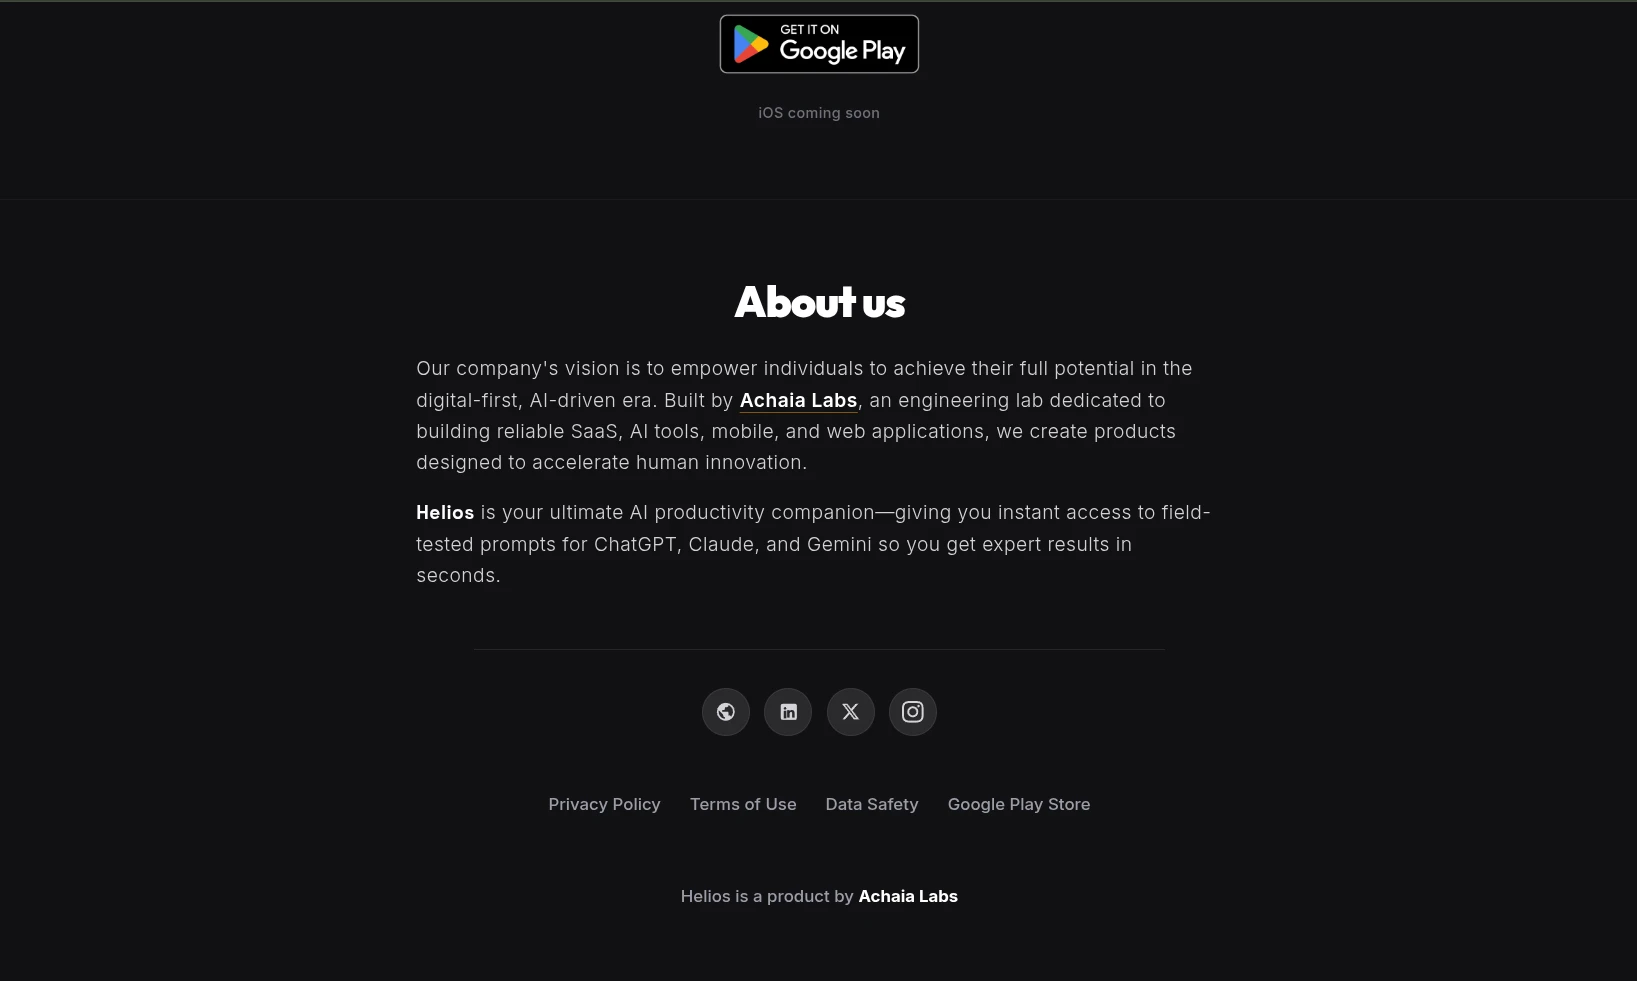 GET IT ON
Google Play
iOS coming soon
About us
Our company's vision is to empower individuals to achieve their full potential in the
digital-first, AI-driven era. Built by Achaia Labs, an engineering lab dedicated to
building reliable SaaS, AI tools, mobile, and web applications, we create products
designed to accelerate human innovation.
Helios is your ultimate AI productivity companion—giving you instant access to field-
tested prompts for ChatGPT, Claude, and Gemini so you get expert results in
seconds.
Privacy Policy Terms of Use Data Safety Google Play Store
Helios is a product by Achaia Labs